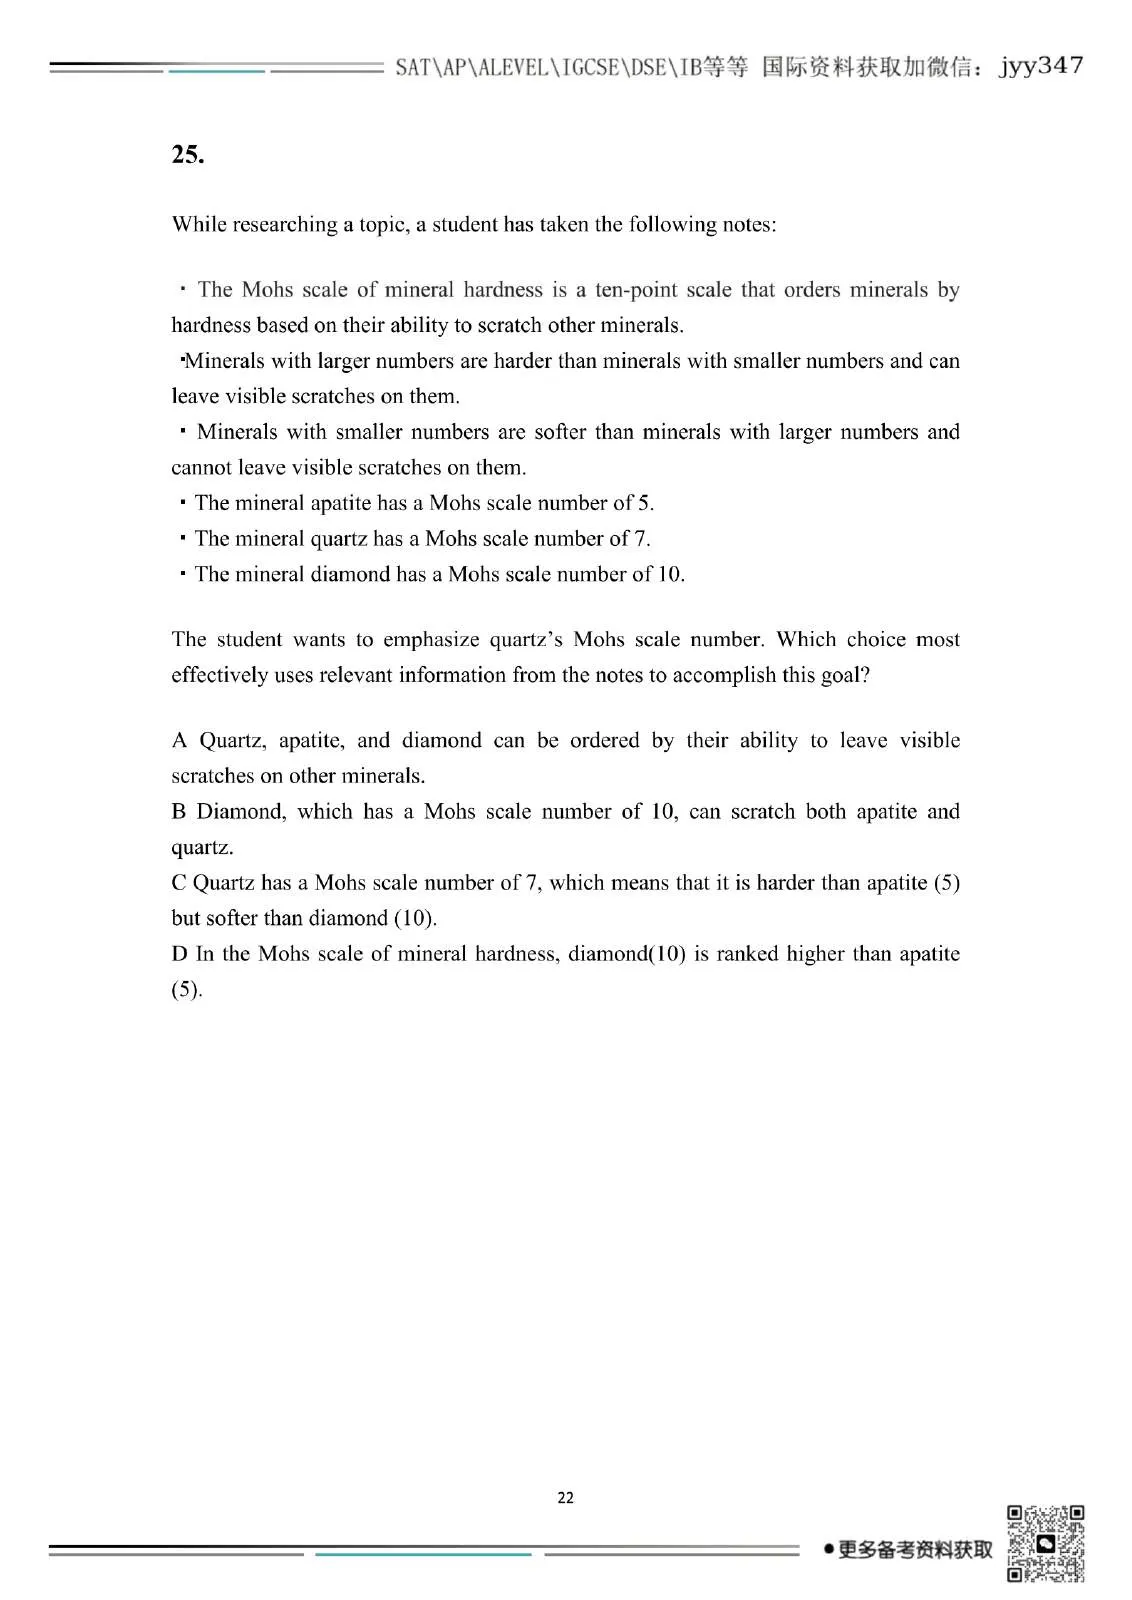 SAT\AP\ALEVEL\IGCSE\DSE\IB等等 国际资料获取加微信: jyy347
25.
While researching a topic, a student has taken the following notes:
· The Mohs scale of mineral hardness is a ten-point scale that orders minerals by
hardness based on their ability to scratch other minerals.
·Minerals with larger numbers are harder than minerals with smaller numbers and can
leave visible scratches on them.
· Minerals with smaller numbers are softer than minerals with larger numbers and
cannot leave visible scratches on them.
· The mineral apatite has a Mohs scale number of 5.
· The mineral quartz has a Mohs scale number of 7.
· The mineral diamond has a Mohs scale number of 10.
The student wants to emphasize quartz’s Mohs scale number. Which choice most
effectively uses relevant information from the notes to accomplish this goal?
A Quartz, apatite, and diamond can be ordered by their ability to leave visible
scratches on other minerals.
B Diamond, which has a Mohs scale number of 10, can scratch both apatite and
quartz.
C Quartz has a Mohs scale number of 7, which means that it is harder than apatite (5)
but softer than diamond (10).
D In the Mohs scale of mineral hardness, diamond(10) is ranked higher than apatite
(5).
22
●更多备考资料获取